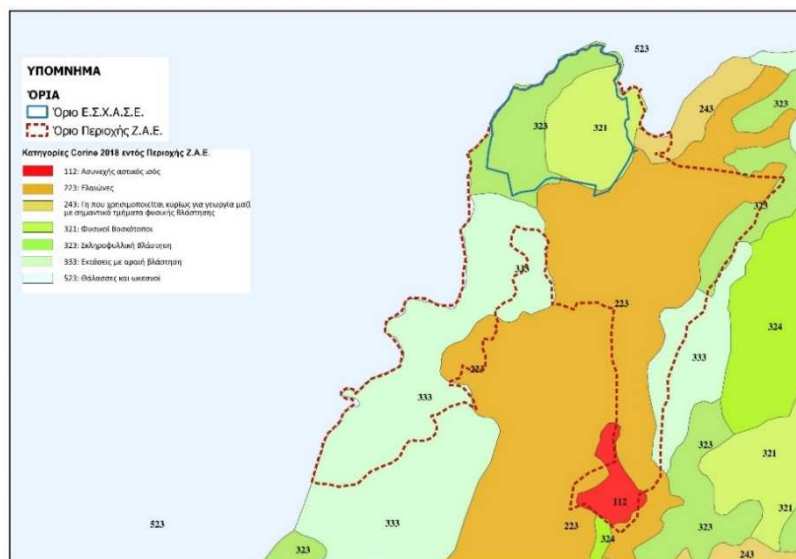 ΥΠΟΜΝΗΜΑ
ΌΡΙΑ
Όριο Ε.Σ.Χ.Α.Σ.Ε.
Όριο Περιοχής Ζ.Α.Ε.
Κατηγορίες Corine 2018 εντός Περιοχής Ζ.Α.Ε.
112: Ασυνεχής αστικός ισός
223: Ελαιώνες
243: Γη που χρησιμοποιείται κυρίως για γεωργία μαζί
με σημαντικά τμήματα φυσικής βλάστησης
321: Φυσικοί Βοσκότοποι
323: Σκληροφυλλική Βλάστηση
333: Εκτάσεις με αραιή βλάστηση
523: Θάλασσες και ωκεανοί
523
243
323
323
321
323
333
223
324
333
223
333
323
321
112
321
523
333
223
323
323
324
243